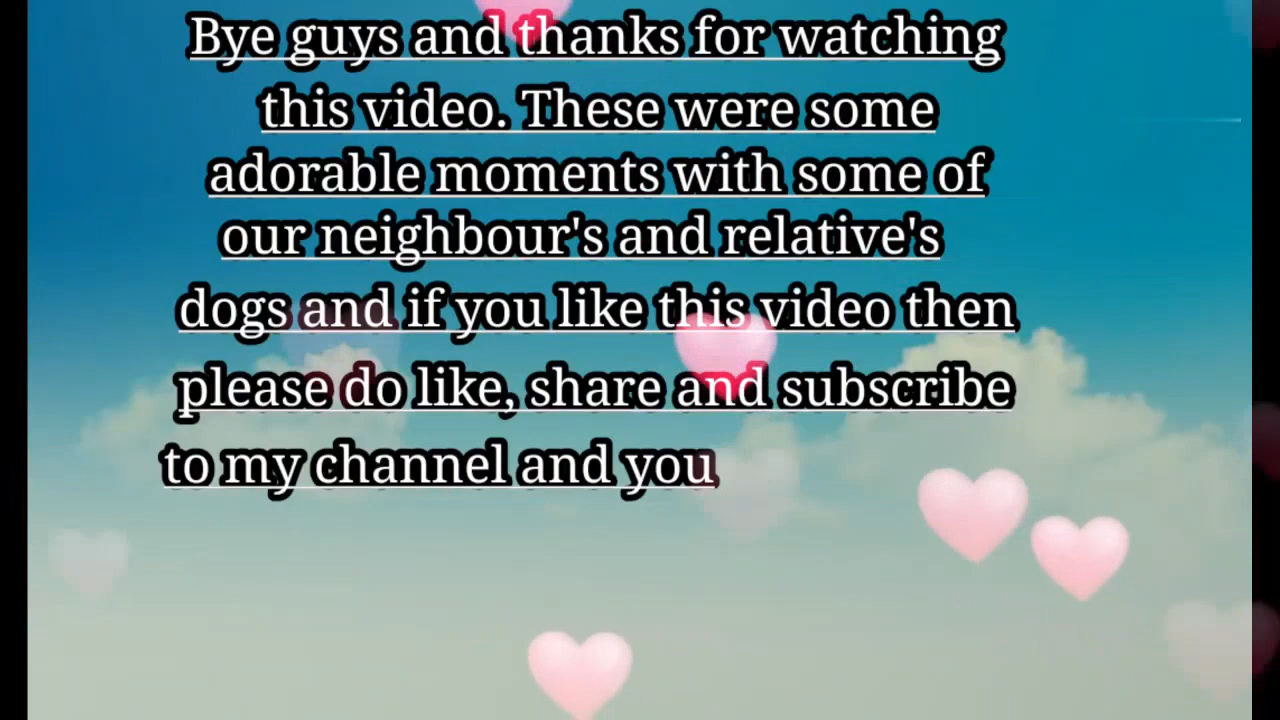 Bye guys and thanks for watching
this video. These were some
adorable moments with some of
our neighbour's and relative's
dogs and if you like this video then
please do like, share and subscribe
to my channel and you